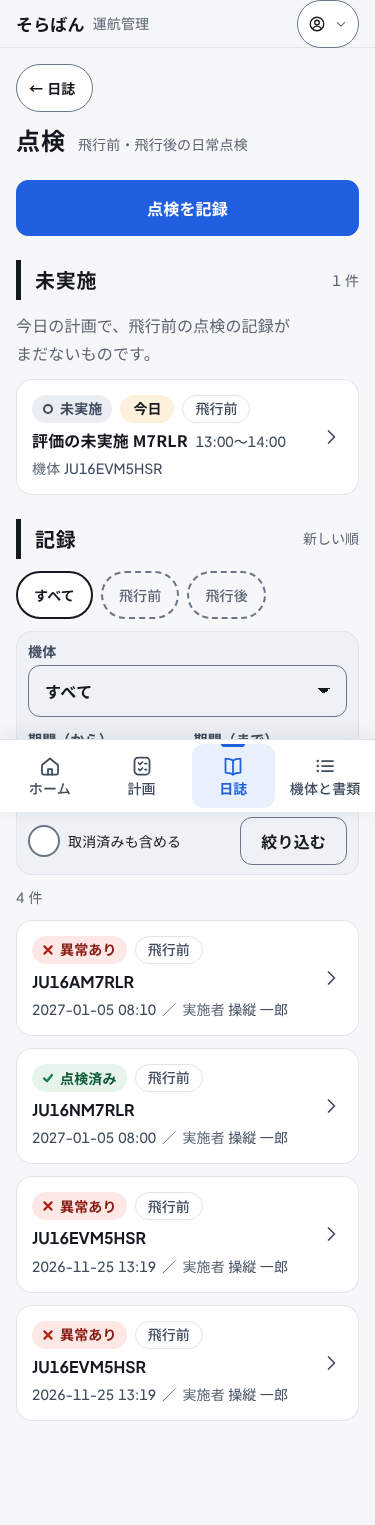 そらばん 運航管理
← 日誌
点検 飛行前・飛行後の日常点検
点検を記録
未実施 1 件
今日の計画で、飛行前の点検の記録が
まだないものです。
未実施 今日 飛行前
評価の未実施 M7RLR 13:00〜14:00
機体 JU16EVM5HSR
記録 新しい順
すべて 飛行前 飛行後
機体
すべて
期間（から） 期間（まで）
ホーム 計画 日誌 機体と書類
取消済みも含める 絞り込む
4 件
異常あり 飛行前
JU16AM7RLR
2027-01-05 08:10 ／ 実施者 操縦 一郎
点検済み 飛行前
JU16NM7RLR
2027-01-05 08:00 ／ 実施者 操縦 一郎
異常あり 飛行前
JU16EVM5HSR
2026-11-25 13:19 ／ 実施者 操縦 一郎
異常あり 飛行前
JU16EVM5HSR
2026-11-25 13:19 ／ 実施者 操縦 一郎